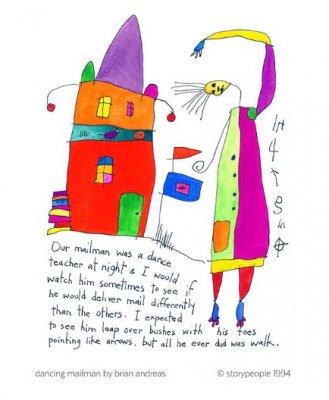 Our mailman was a dance
teacher at night & I would
watch him sometimes to see if
he would deliver mail differently
than the others. I expected
to see him leap over bushes with his toes
pointing like arrows. but all he ever did was walk.
dancing mailman by brian andreas
© storypeople 1994